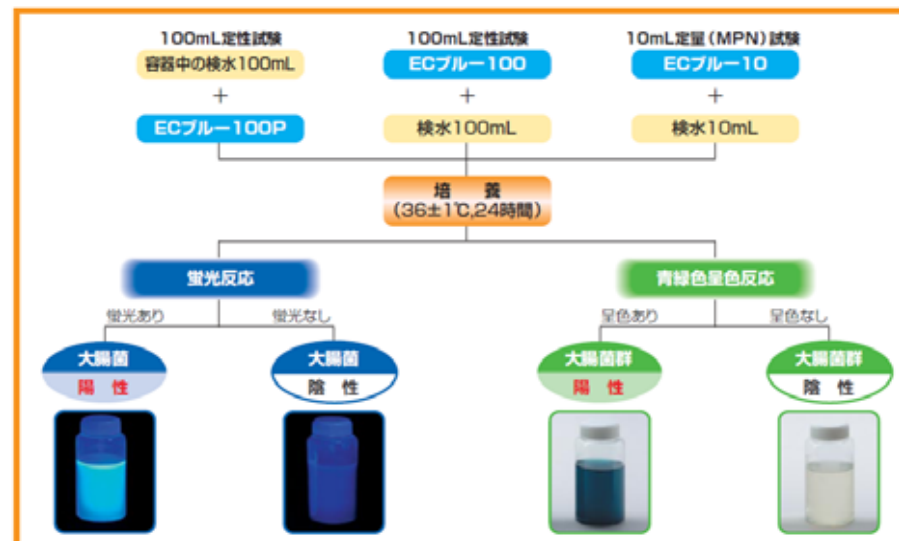 100mL定性試験
容器中の検水100mL
+
ECブルー100P
100mL定性試験
ECブルー100
+
検水100mL
10mL定量(MPN)試験
ECブルー10
+
検水10mL
培 養
(36±1℃,24時間)
蛍光反応
蛍光あり
蛍光なし
大腸菌
陽 性
大腸菌
陰 性
青緑色呈色反応
呈色あり
呈色なし
大腸菌群
陽 性
大腸菌群
陰 性